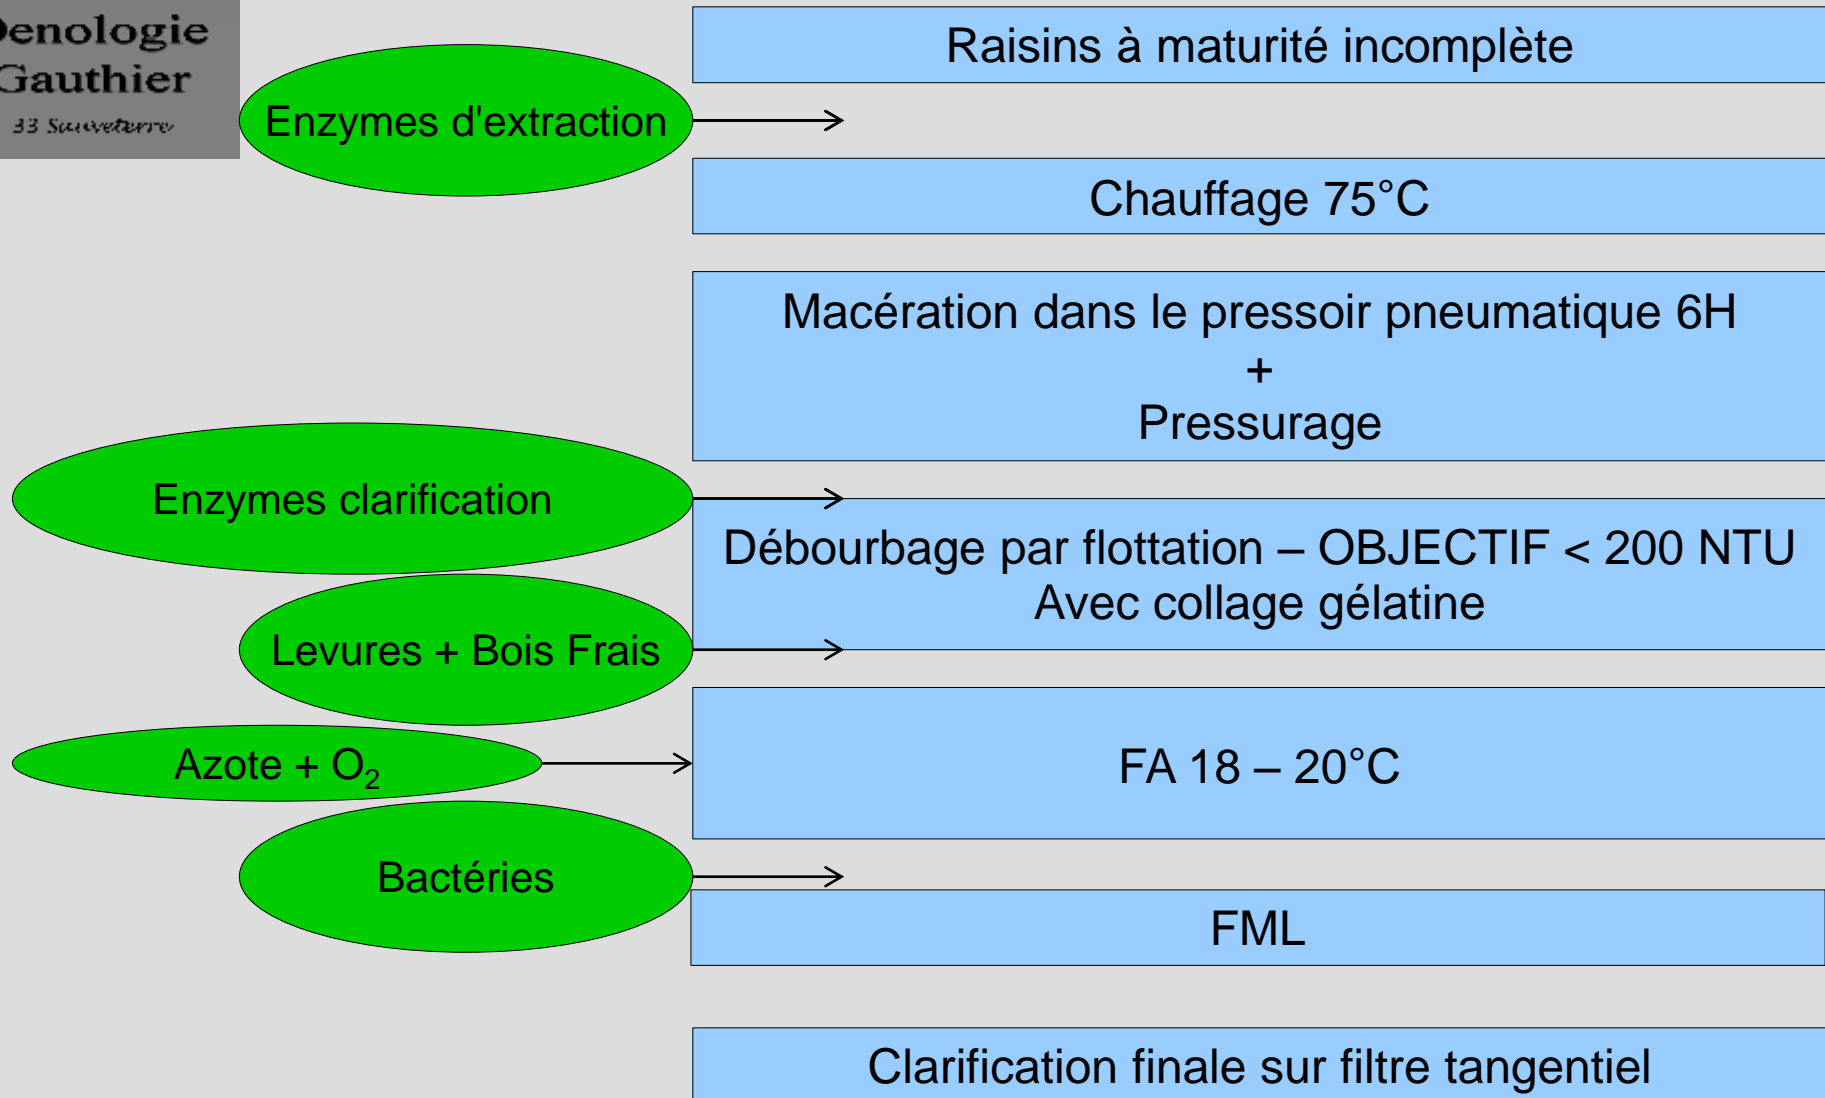 Oenologie
Gauthier
33 Sauveterre
Raisins à maturité incomplète
Enzymes d'extraction
Chauffage 75°C
Macération dans le pressoir pneumatique 6H
+
Pressurage
Enzymes clarification
Débourbage par flottation – OBJECTIF < 200 NTU
Avec collage gélatine
Levures + Bois Frais
Azote + O₂
FA 18 – 20°C
Bactéries
FML
Clarification finale sur filtre tangentiel